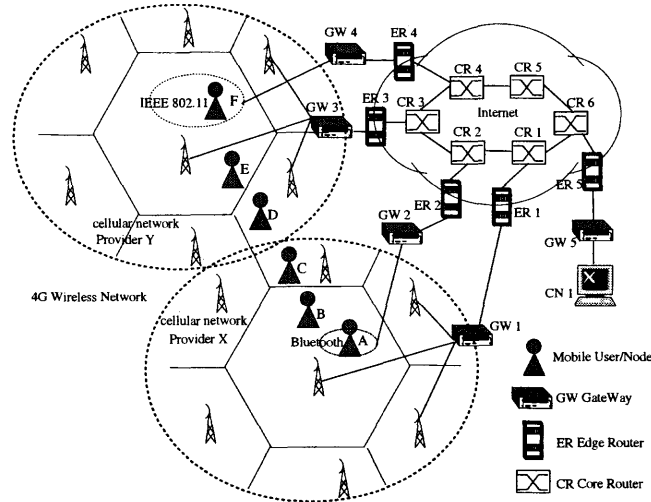 GW 4
ER 4
CR 4
CR 5
IEEE 802.11
F
GW 3
ER 3
CR 3
Internet
CR 6
CR 2
CR 1
E
D
ER 2
ER 1
ER 5
GW 2
GW 5
cellular network
Provider Y
C
CN 1
4G Wireless Network
cellular network
Provider X
B
Bluetooth
A
GW 1
Mobile User/Node
GW GateWay
ER Edge Router
CR Core Router